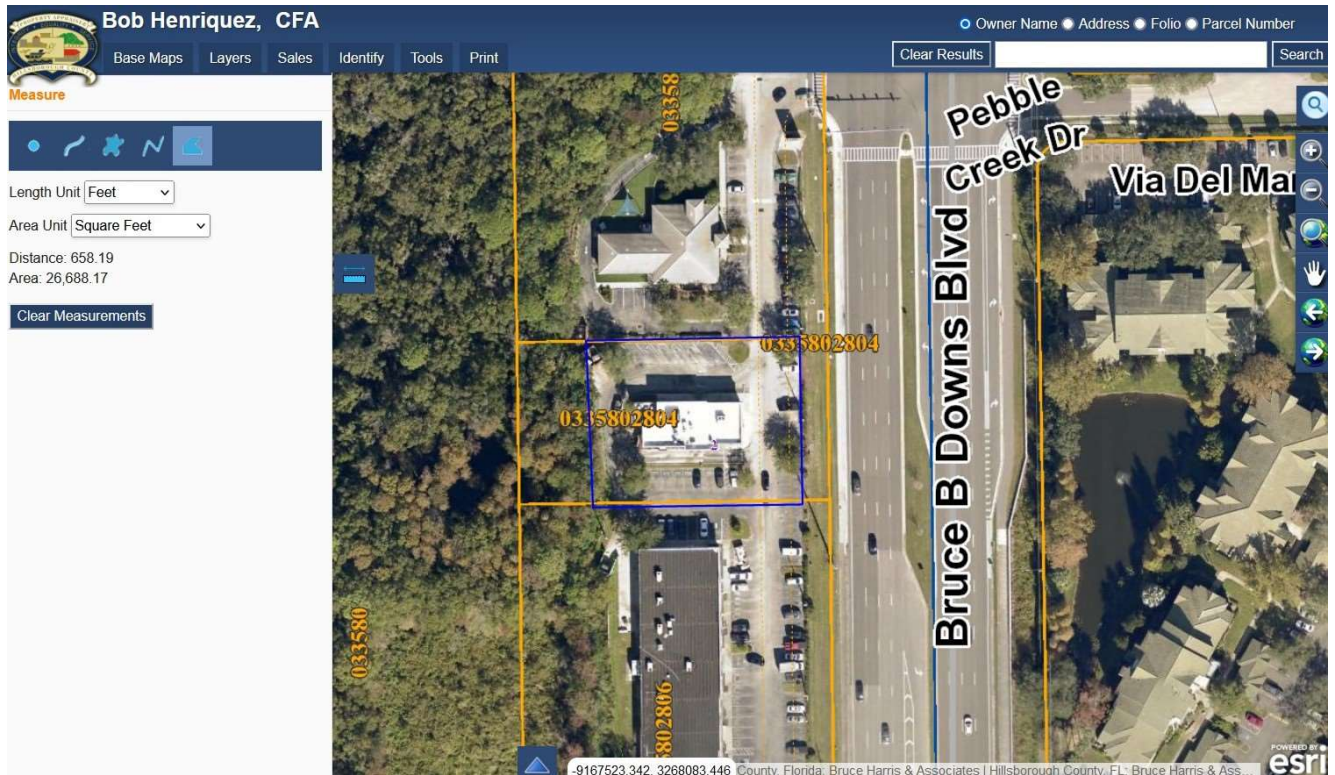 Bob Henriquez, CFA
Owner Name Address Folio Parcel Number
Base Maps Layers Sales Identify Tools Print
Clear Results Search
Measure
Length Unit Feet
Area Unit Square Feet
Distance: 658.19
Area: 26,688.17
Clear Measurements
03358
Pebble
Creek Dr
Via Del Mar
Bruce B Downs Blvd
0335802804
0335802804
033580
802806
-9167523.342, 3268083.446 County, Florida; Bruce Harris & Associates | Hillsborough County, FL; Bruce Harris & Ass...
POWERED BY
esri